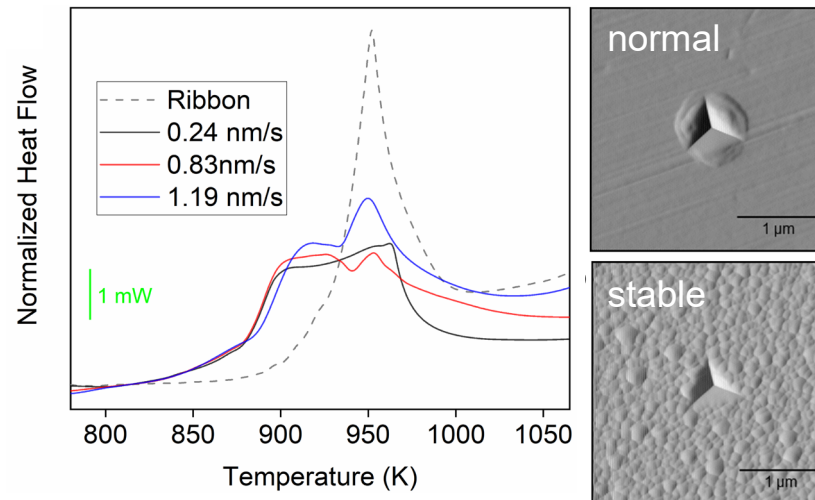 Normalized Heat Flow
Ribbon
0.24 nm/s
0.83nm/s
1.19 nm/s
1 mW
800 850 900 950 1000 1050
Temperature (K)
normal
1 µm
stable
1 µm